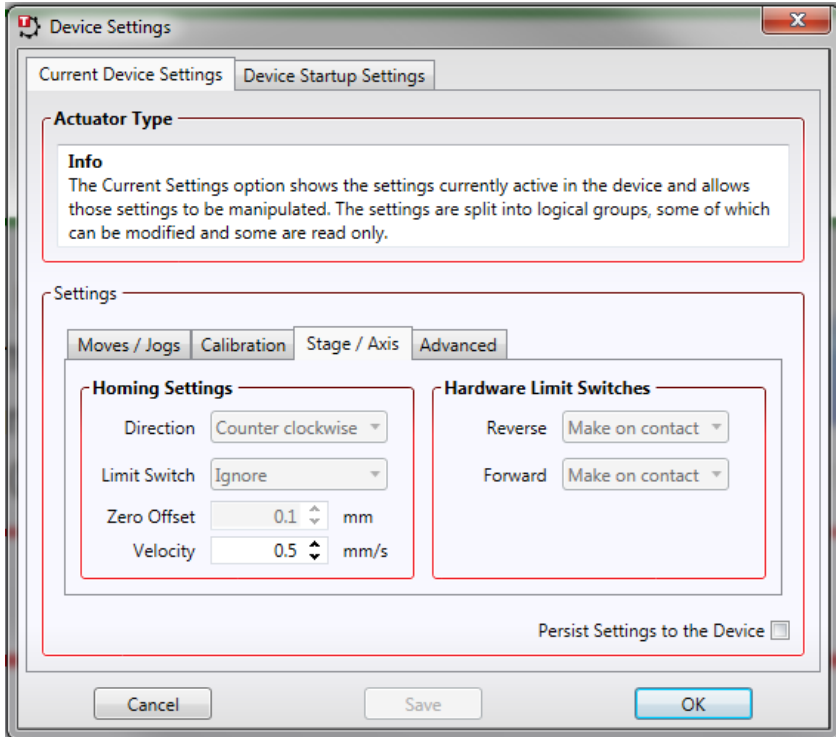 Device Settings
Current Device Settings
Device Startup Settings
Actuator Type
Info
The Current Settings option shows the settings currently active in the device and allows
those settings to be manipulated. The settings are split into logical groups, some of which
can be modified and some are read only.
Settings
Moves / Jogs
Calibration
Stage / Axis
Advanced
Homing Settings
Direction Counter clockwise
Limit Switch Ignore
Zero Offset 0.1 mm
Velocity 0.5 mm/s
Hardware Limit Switches
Reverse Make on contact
Forward Make on contact
Persist Settings to the Device
Cancel
Save
OK